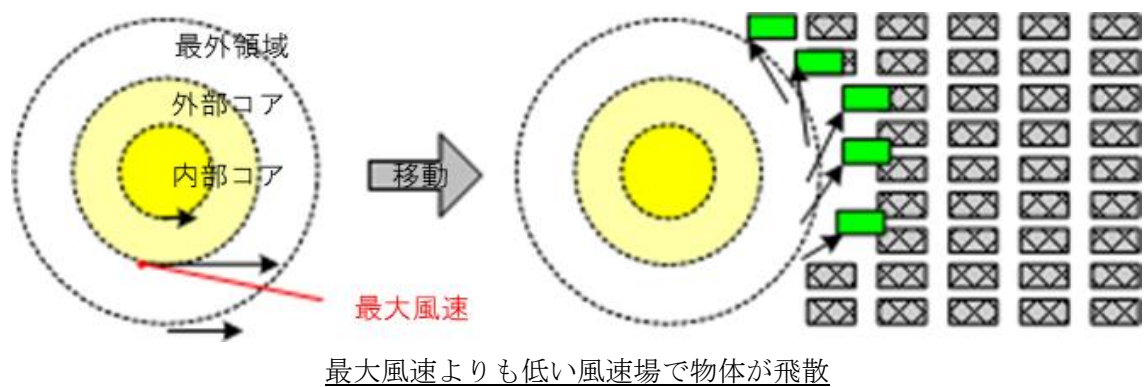 最外領域
外部コア
内部コア
移動
最大風速
最大風速よりも低い風速場で物体が飛散